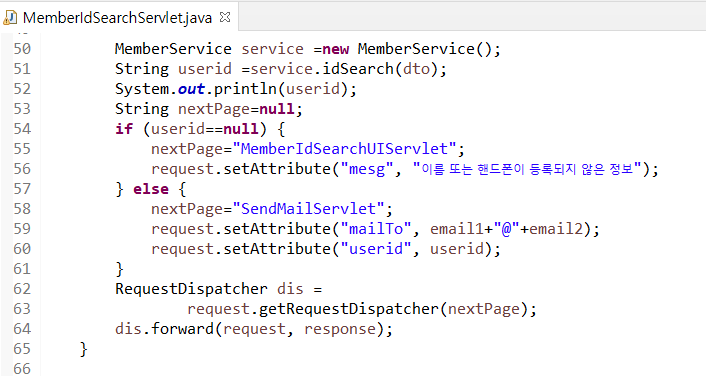 MemberIdSearchServlet.java
50 MemberService service =new MemberService();
51 String userid =service.idSearch(dto);
52 System.out.println(userid);
53 String nextPage=null;
54 if (userid==null) {
55 nextPage="MemberIdSearchUIServlet";
56 request.setAttribute("mesg", "이름 또는 핸드폰이 등록되지 않은 정보");
57 } else {
58 nextPage="SendMailServlet";
59 request.setAttribute("mailTo", email1+"@"+email2);
60 request.setAttribute("userid", userid);
61 }
62 RequestDispatcher dis =
63 request.getRequestDispatcher(nextPage);
64 dis.forward(request, response);
65 }
66